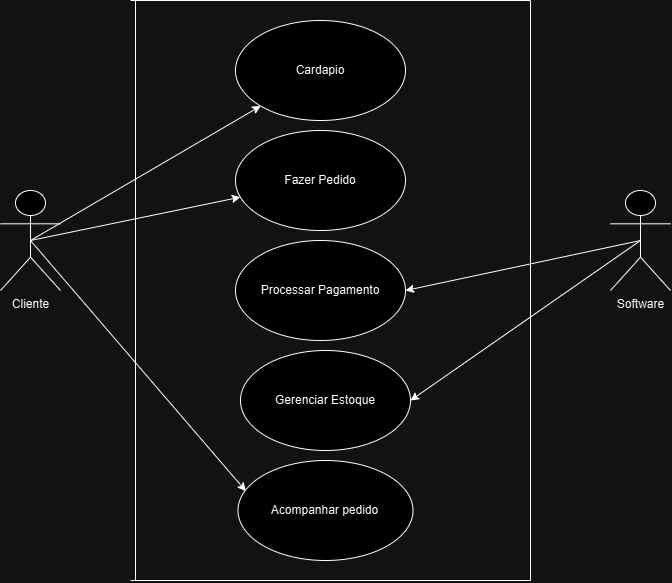 Cardapio
Fazer Pedido
Processar Pagamento
Cliente
Software
Gerenciar Estoque
Acompanhar pedido